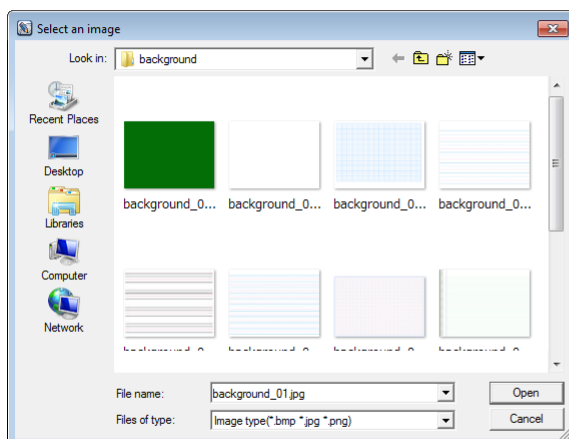 Select an image
Look in: background
Recent Places
Desktop
Libraries
Computer
Network
background_0... background_0... background_0... background_0...
File name: background_01.jpg Open
Files of type: Image type(*.bmp *.jpg *.png) Cancel